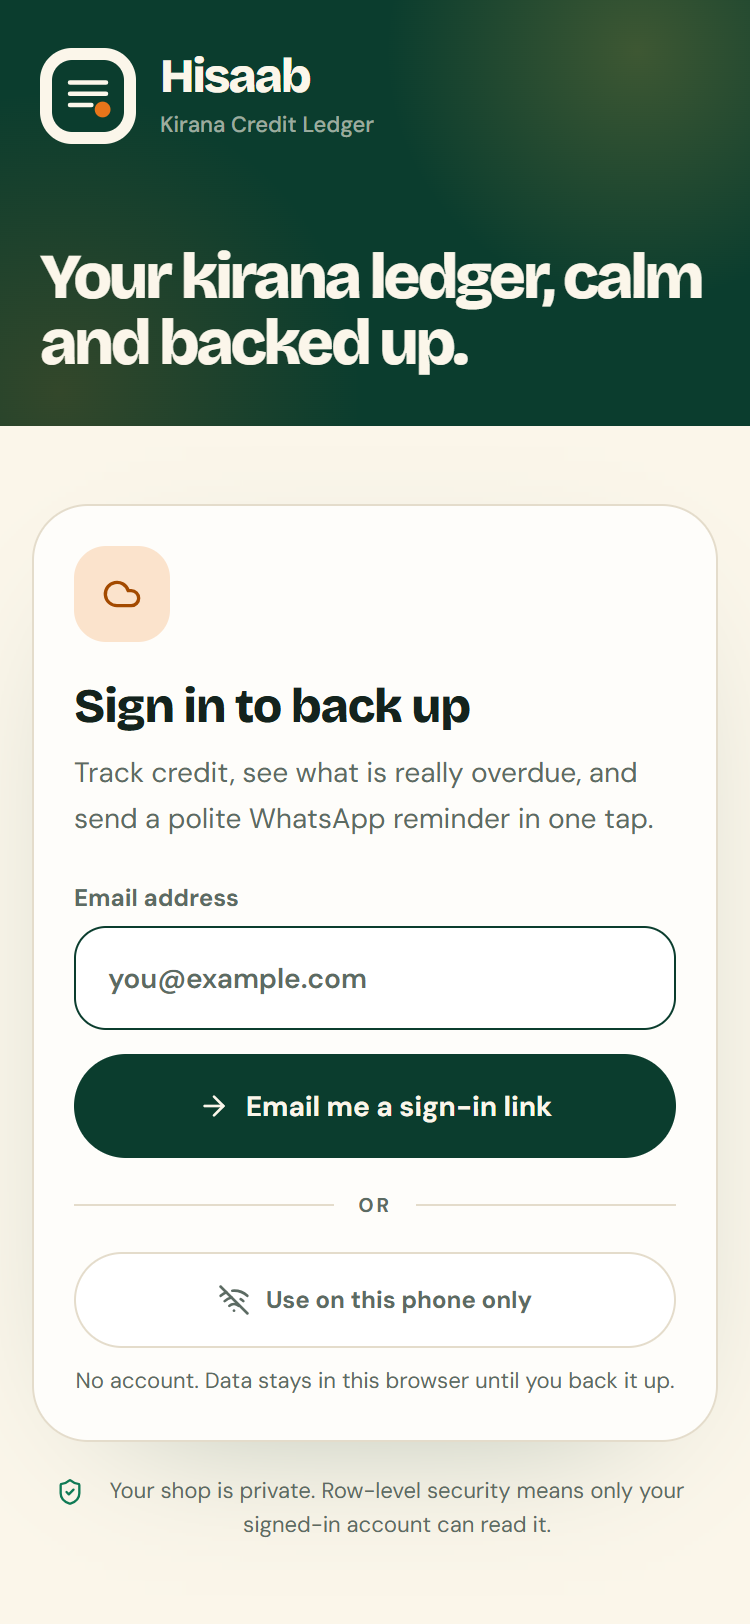 Hisaab
Kirana Credit Ledger
Your kirana ledger, calm
and backed up.
Sign in to back up
Track credit, see what is really overdue, and
send a polite WhatsApp reminder in one tap.
Email address
you@example.com
Email me a sign-in link
OR
Use on this phone only
No account. Data stays in this browser until you back it up.
Your shop is private. Row-level security means only your
signed-in account can read it.